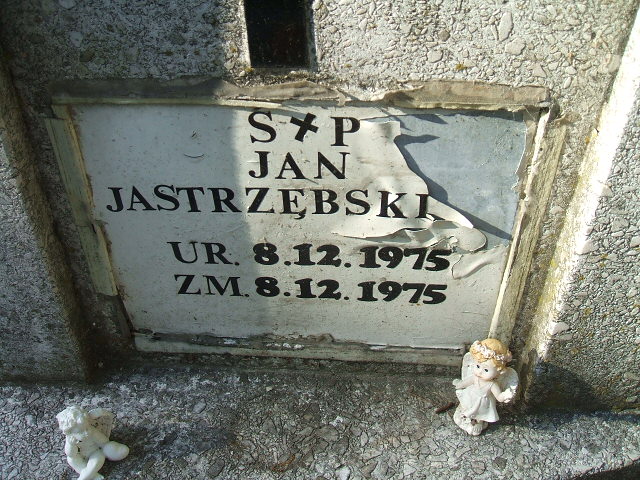 S✕P
JAN
JASTRZĘBSKI
UR. 8.12.1975
ZM. 8.12.1975